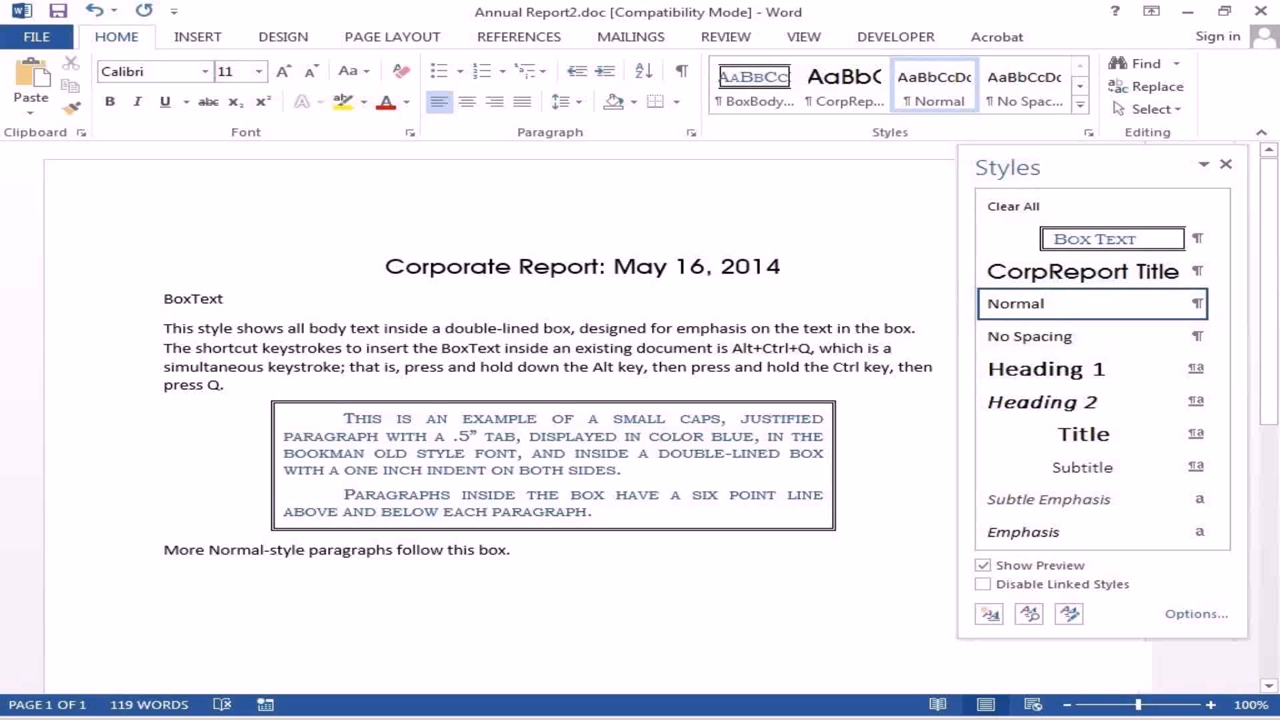 Annual Report2.doc [Compatibility Mode] - Word
FILE HOME INSERT DESIGN PAGE LAYOUT REFERENCES MAILINGS REVIEW VIEW DEVELOPER Acrobat Sign in
Paste
Calibri 11
AaBbCc AaBbC AaBbCcDc AaBbCcDc
¶ BoxBody... ¶ CorpRep... ¶ Normal ¶ No Spac...
Find
Replace
Select
Clipboard Font Paragraph Styles Editing
Styles
Clear All
Box Text
CorpReport Title
Normal
No Spacing
Heading 1
Heading 2
Title
Subtitle
Subtle Emphasis
Emphasis
Show Preview
Disable Linked Styles
Options...
Corporate Report: May 16, 2014
BoxText
This style shows all body text inside a double-lined box, designed for emphasis on the text in the box.
The shortcut keystrokes to insert the BoxText inside an existing document is Alt+Ctrl+Q, which is a
simultaneous keystroke; that is, press and hold down the Alt key, then press and hold the Ctrl key, then
press Q.
This is an example of a small caps, justified
paragraph with a .5” tab, displayed in color blue, in the
Bookman Old Style font, and inside a double-lined box
with a one inch indent on both sides.
Paragraphs inside the box have a six point line
above and below each paragraph.
More Normal-style paragraphs follow this box.
PAGE 1 OF 1 119 WORDS 100%